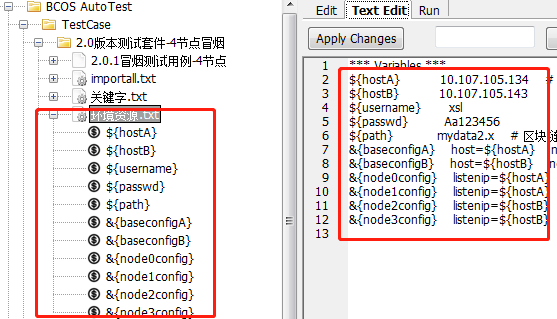 BCOS AutoTest
TestCase
2.0版本测试套件-4节点冒烟
2.0.1冒烟测试用例-4节点
importall.txt
关键字.txt
环境资源.txt
${hostA}
${hostB}
${username}
${passwd}
${path}
&{baseconfigA}
&{baseconfigB}
&{node0config}
&{node1config}
&{node2config}
&{node3config}
Edit Text Edit Run
Apply Changes
1 *** Variables ***
2 ${hostA} 10.107.105.134 #
3 ${hostB} 10.107.105.143
4 ${username} xsl
5 ${passwd} Aa123456
6 ${path} mydata2.x # 区块链
7 &{baseconfigA} host=${hostA}
8 &{baseconfigB} host=${hostB}
9 &{node0config} listenip=${hostA}
10 &{node1config} listenip=${hostA}
11 &{node2config} listenip=${hostB}
12 &{node3config} listenip=${hostB}
13